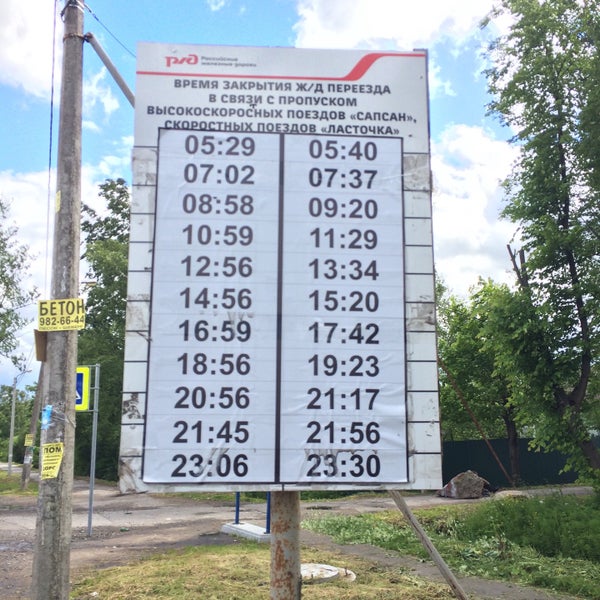 РЖД Российские
железные дороги
ВРЕМЯ ЗАКРЫТИЯ Ж/Д ПЕРЕЕЗДА
В СВЯЗИ С ПРОПУСКОМ
ВЫСОКОСКОРОСНЫХ ПОЕЗДОВ «САПСАН»,
СКОРОСТНЫХ ПОЕЗДОВ «ЛАСТОЧКА»
05:29 05:40
07:02 07:37
08:58 09:20
10:59 11:29
12:56 13:34
14:56 15:20
16:59 17:42
18:56 19:23
20:56 21:17
21:45 21:56
23:06 23:30
БЕТОН
982-66-44